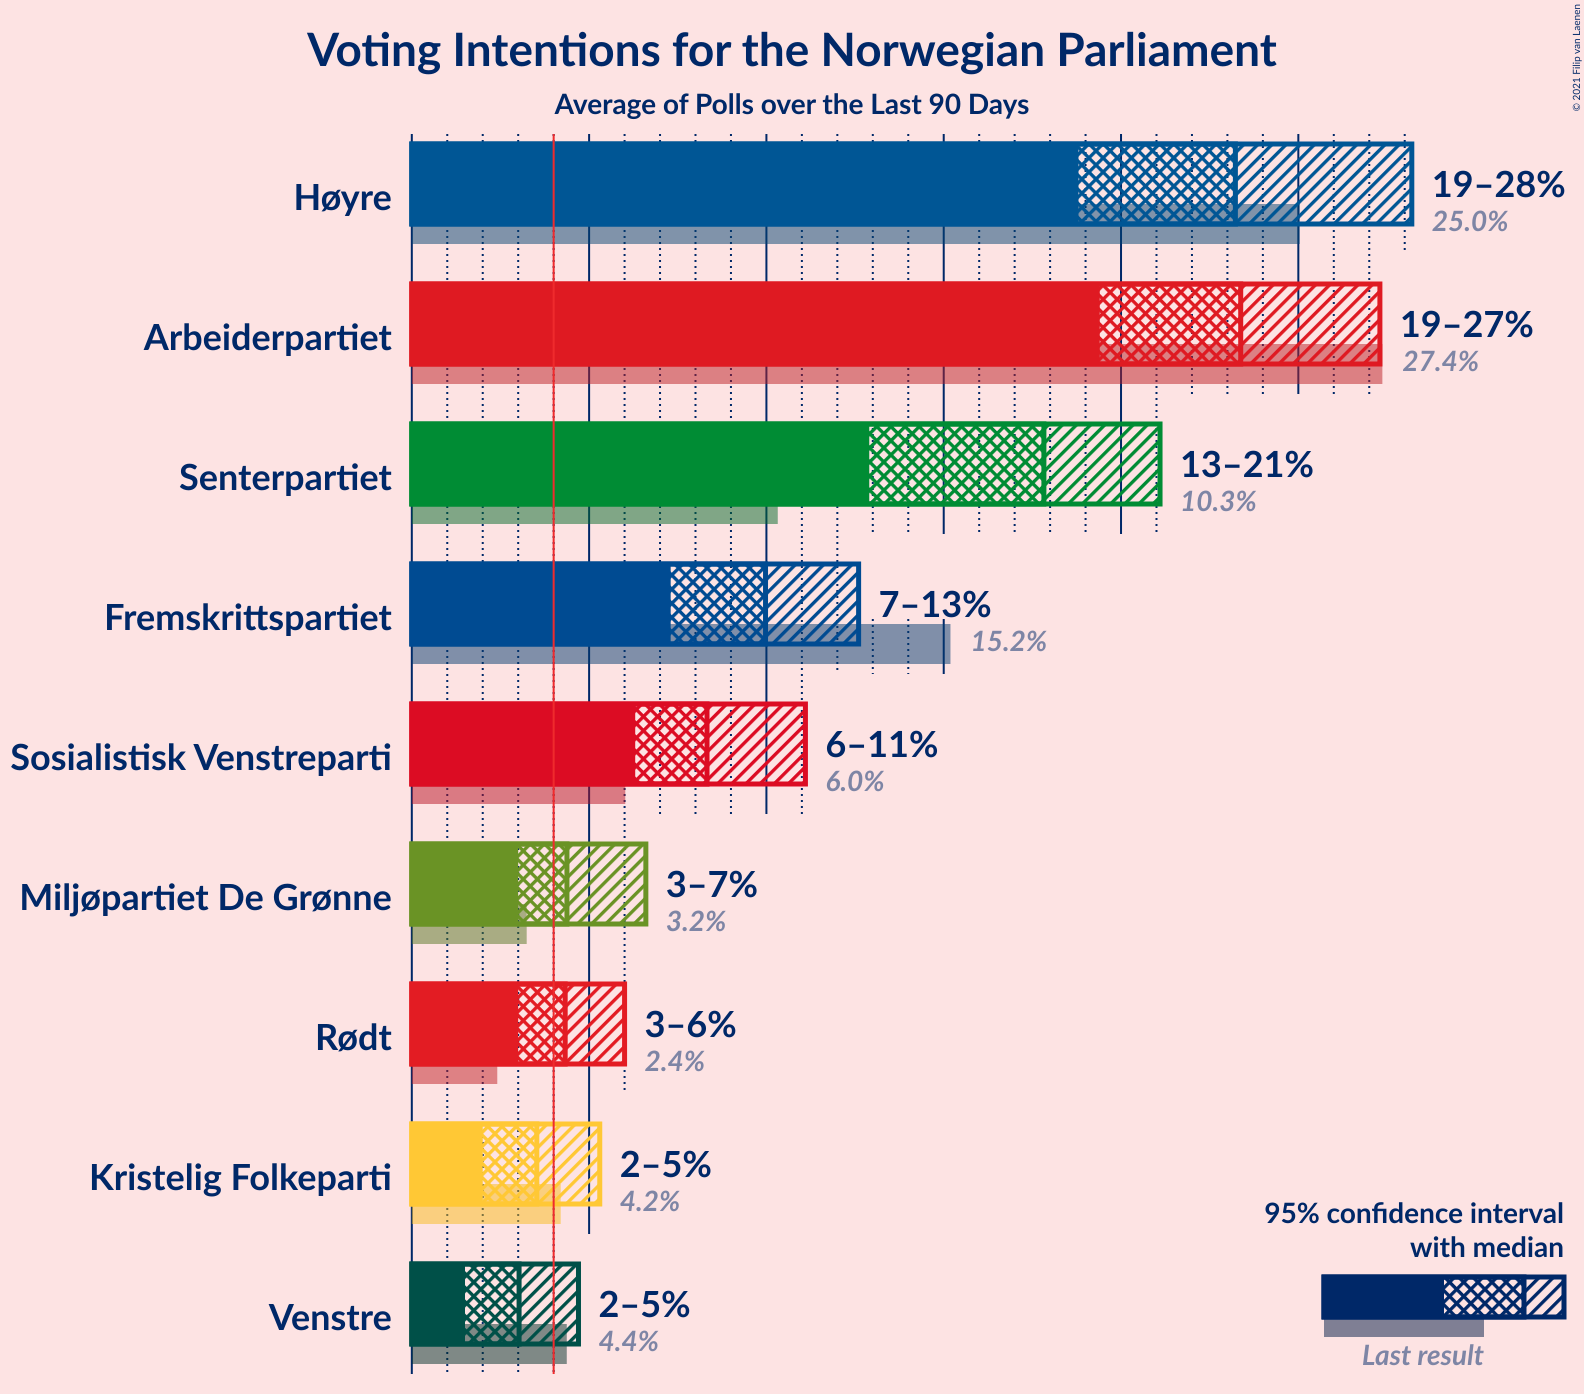 Voting Intentions for the Norwegian Parliament
Average of Polls over the Last 90 Days
© 2021 Filip van Laenen
Høyre
19–28%
25.0%
Arbeiderpartiet
19–27%
27.4%
Senterpartiet
13–21%
10.3%
Fremskrittspartiet
7–13%
15.2%
Sosialistisk Venstreparti
6–11%
6.0%
Miljøpartiet De Grønne
3–7%
3.2%
Rødt
3–6%
2.4%
Kristelig Folkeparti
2–5%
4.2%
Venstre
2–5%
4.4%
95% confidence interval
with median
Last result